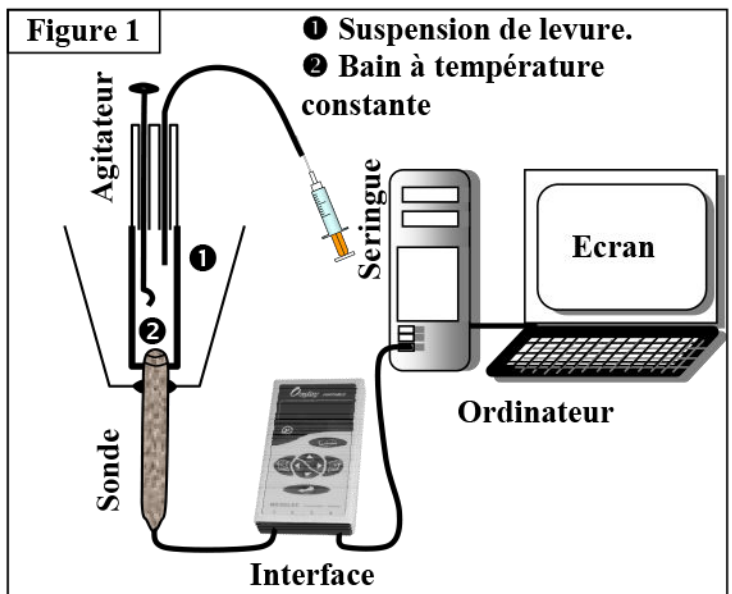 Figure 1
❶ Suspension de levure.
❷ Bain à température
constante
Agitateur
Seringue
Ecran
❶
❷
Ordinateur
Sonde
Interface